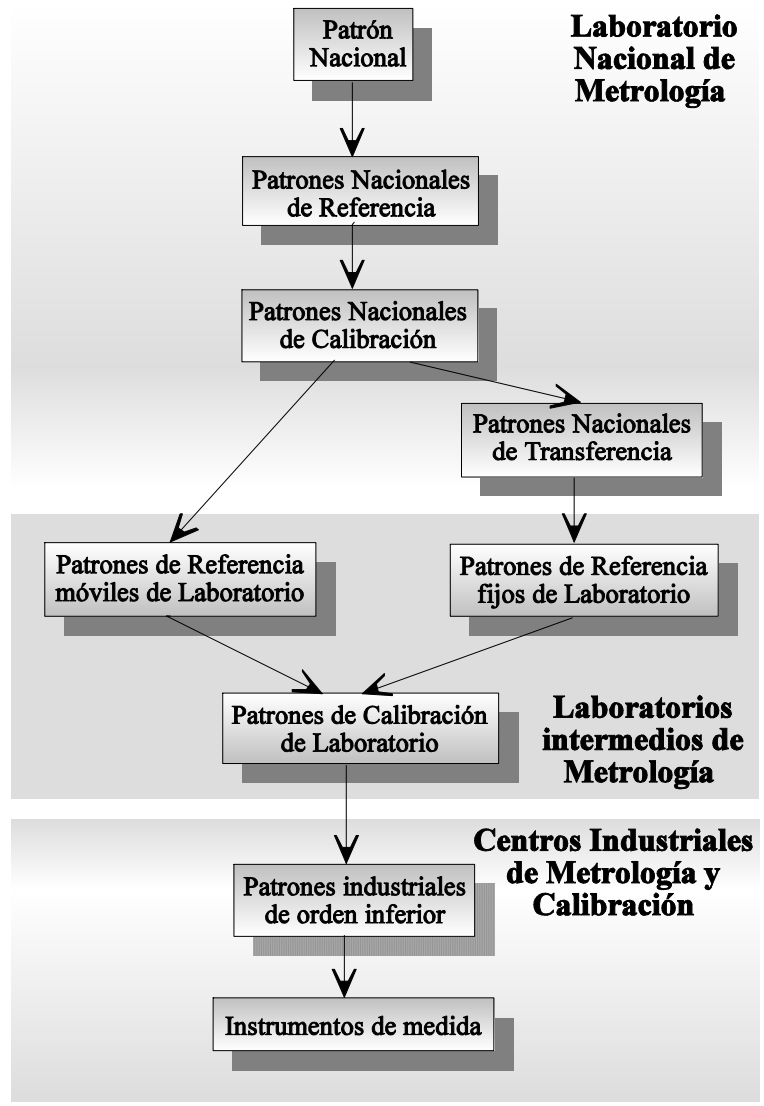 Patrón
Nacional
Laboratorio
Nacional de
Metrología
Patrones Nacionales
de Referencia
Patrones Nacionales
de Calibración
Patrones Nacionales
de Transferencia
Patrones de Referencia
móviles de Laboratorio
Patrones de Referencia
fijos de Laboratorio
Patrones de Calibración
de Laboratorio
Laboratorios
intermedios de
Metrología
Centros Industriales
de Metrología y
Calibración
Patrones industriales
de orden inferior
Instrumentos de medida